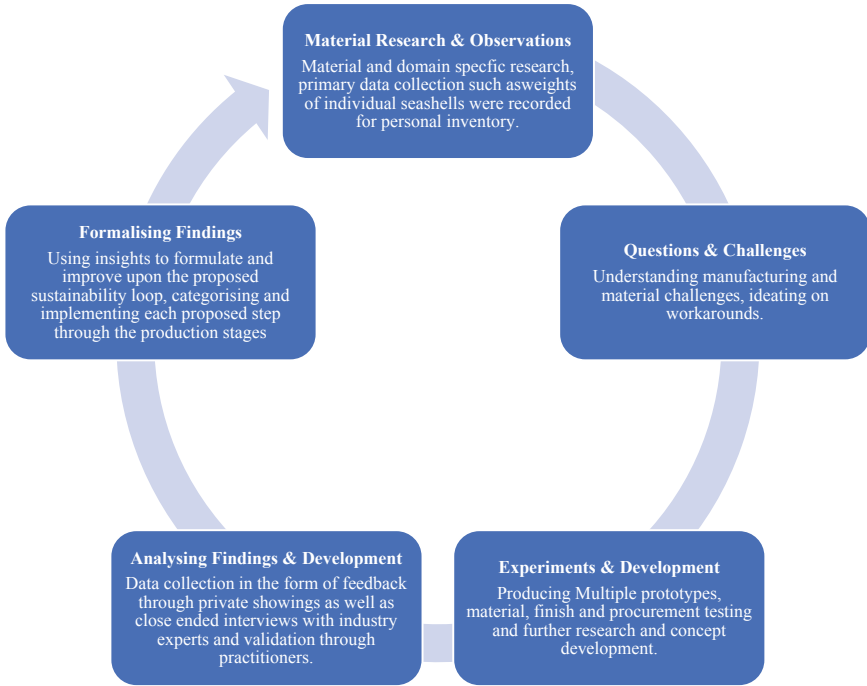 Material Research & Observations
Material and domain specfic research,
primary data collection such asweights
of individual seashells were recorded
for personal inventory.
Questions & Challenges
Understanding manufacturing and
material challenges, ideating on
workarounds.
Experiments & Development
Producing Multiple prototypes,
material, finish and procurement testing
and further research and concept
development.
Analysing Findings & Development
Data collection in the form of feedback
through private showings as well as
close ended interviews with industry
experts and validation through
practitioners.
Formalising Findings
Using insights to formulate and
improve upon the proposed
sustainability loop, categorising and
implementing each proposed step
through the production stages